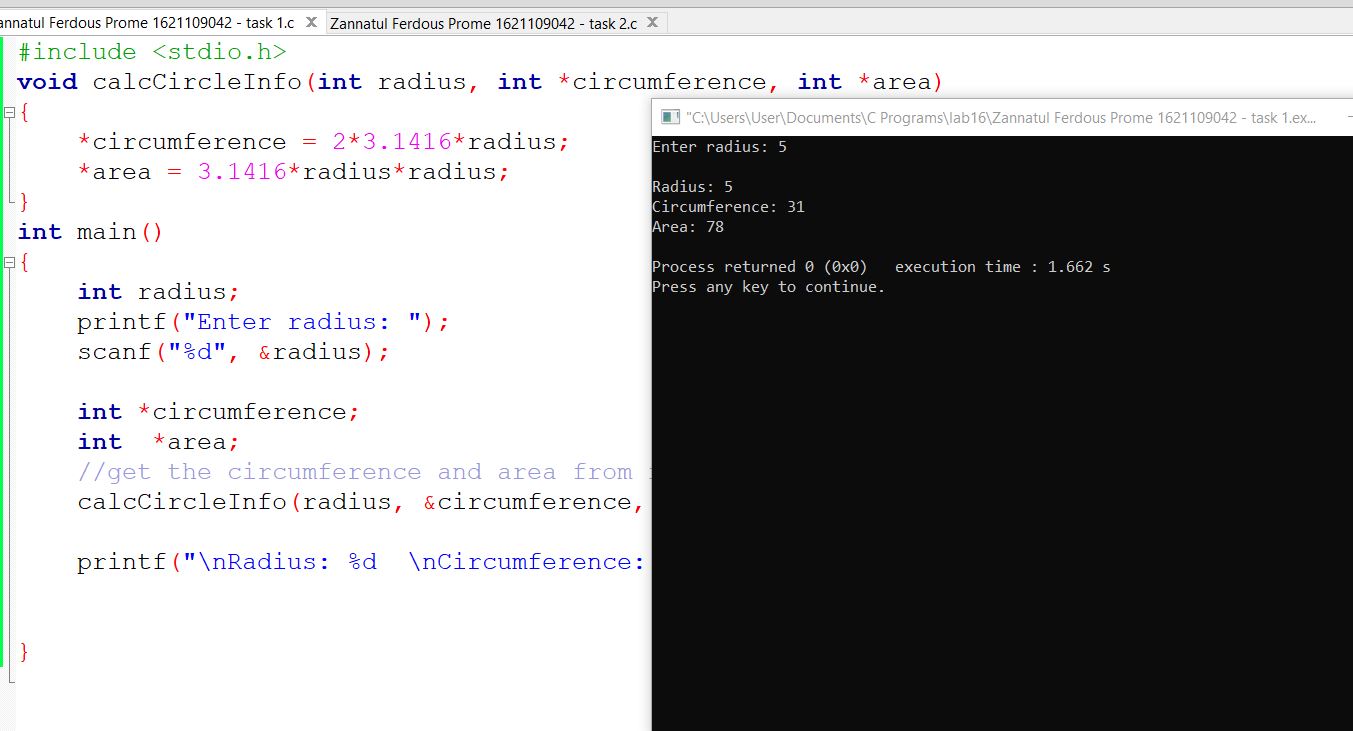 annatul Ferdous Prome 1621109042 - task 1.c X Zannatul Ferdous Prome 1621109042 - task 2.c X
#include <stdio.h>
void calcCircleInfo(int radius, int *circumference, int *area)
{
*circumference = 2*3.1416*radius;
*area = 3.1416*radius*radius;
}
int main()
{
int radius;
printf("Enter radius: ");
scanf("%d", &radius);
int *circumference;
int  *area;
//get the circumference and area from
calcCircleInfo(radius, &circumference,
printf("\nRadius: %d  \nCircumference:
}
"C:\Users\User\Documents\C Programs\lab16\Zannatul Ferdous Prome 1621109042 - task 1.ex...
Enter radius: 5
Radius: 5
Circumference: 31
Area: 78
Process returned 0 (0x0)   execution time : 1.662 s
Press any key to continue.